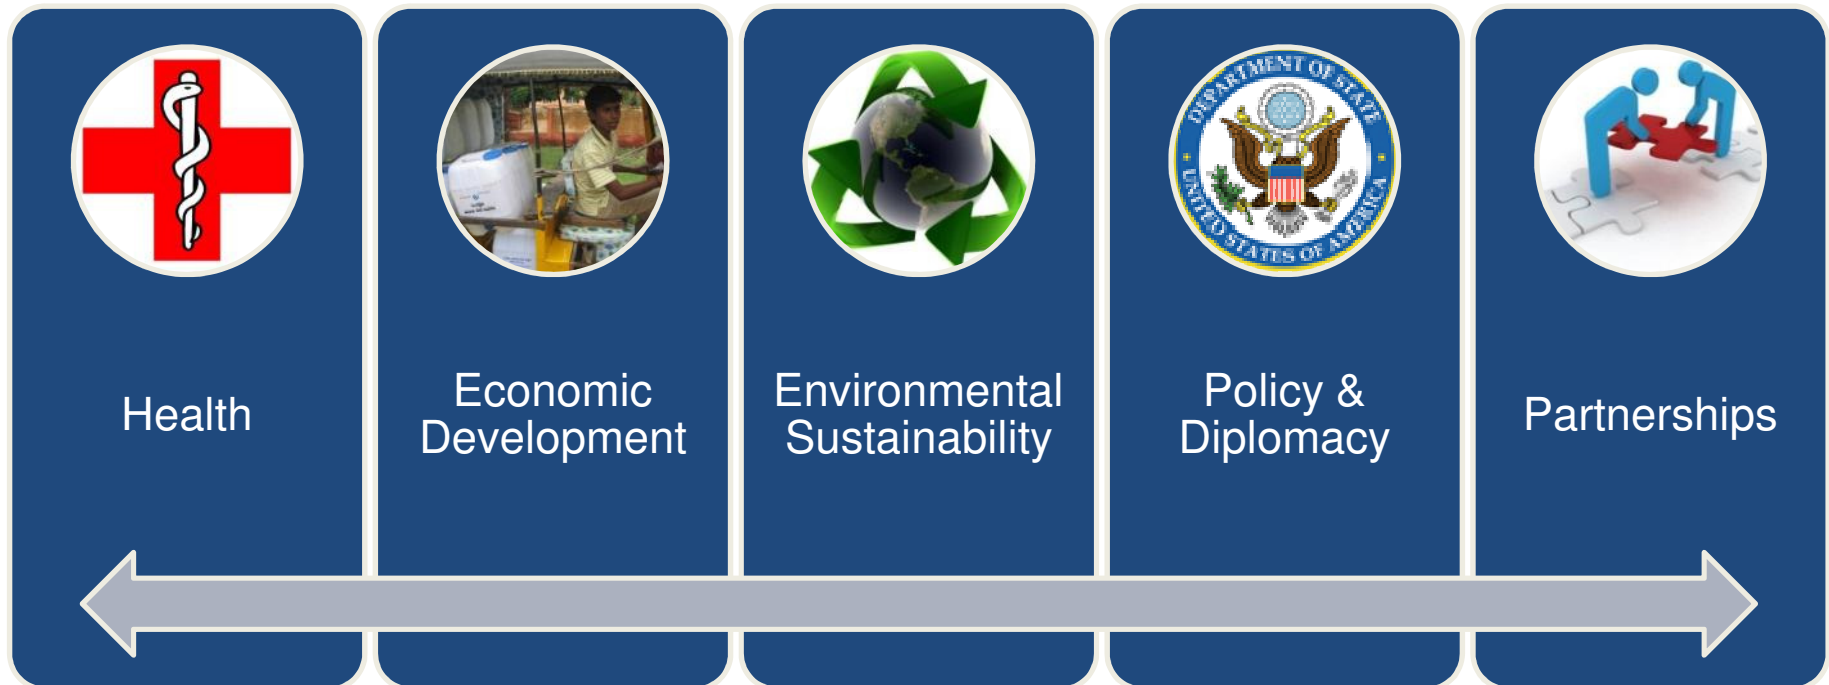 DEPARTMENT OF STATE
UNITED STATES OF AMERICA
Health
Economic
Development
Environmental
Sustainability
Policy &
Diplomacy
Partnerships